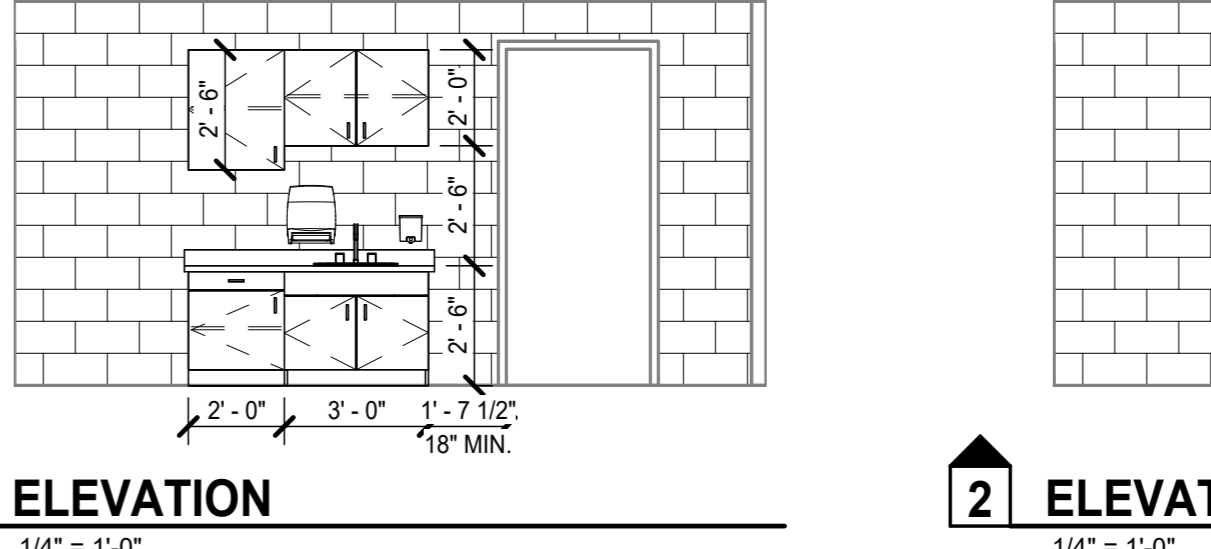 2' - 6"
2' - 0"
2' - 6"
2' - 6"
2' - 0" 3' - 0" 1' - 7 1/2"
18" MIN.
ELEVATION
1/4" = 1'-0"
2 ELEVAT
1/4" = 1'-0"